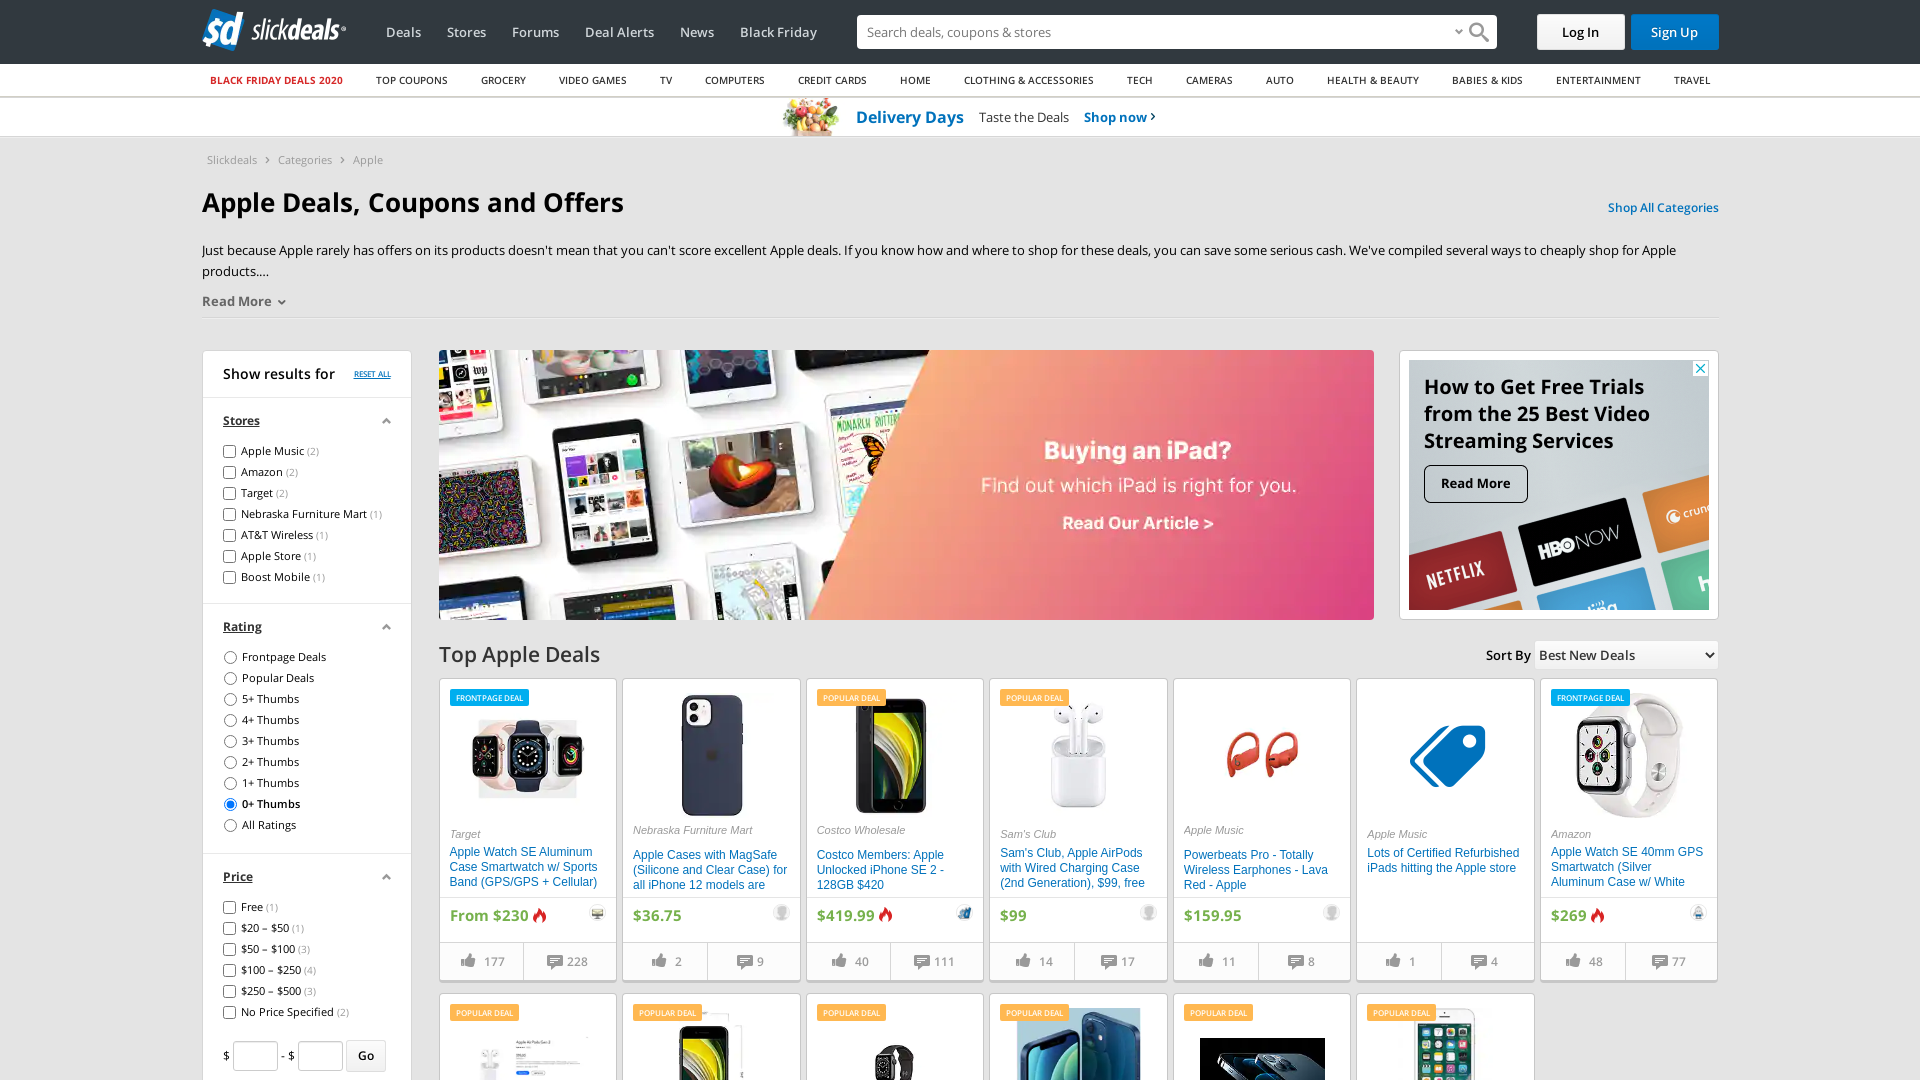 slickdeals
Deals
Stores
Forums
Deal Alerts
News
Black Friday
Search deals, coupons & stores
Log In
Sign Up
BLACK FRIDAY DEALS 2020
TOP COUPONS
GROCERY
VIDEO GAMES
TV
COMPUTERS
CREDIT CARDS
HOME
CLOTHING & ACCESSORIES
TECH
CAMERAS
AUTO
HEALTH & BEAUTY
BABIES & KIDS
ENTERTAINMENT
TRAVEL
Delivery Days Taste the Deals Shop now
Slickdeals > Categories > Apple
Apple Deals, Coupons and Offers
Shop All Categories
Just because Apple rarely has offers on its products doesn't mean that you can't score excellent Apple deals. If you know how and where to shop for these deals, you can save some serious cash. We've compiled several ways to cheaply shop for Apple
products....
Read More
Show results for RESET ALL
Stores
Apple Music (2)
Amazon (2)
Target (2)
Nebraska Furniture Mart (1)
AT&T Wireless (1)
Apple Store (1)
Boost Mobile (1)
Rating
Frontpage Deals
Popular Deals
5+ Thumbs
4+ Thumbs
3+ Thumbs
2+ Thumbs
1+ Thumbs
0+ Thumbs
All Ratings
Price
Free (1)
$20 – $50 (1)
$50 – $100 (3)
$100 – $250 (4)
$250 – $500 (3)
No Price Specified (2)
$ - $ Go
MONARCH BUTTERFLY
Buying an iPad?
Find out which iPad is right for you.
Read Our Article >
How to Get Free Trials
from the 25 Best Video
Streaming Services
Read More
NETFLIX
HBO NOW
crunc
Top Apple Deals
Sort By Best New Deals
FRONTPAGE DEAL
Target
Apple Watch SE Aluminum
Case Smartwatch w/ Sports
Band (GPS/GPS + Cellular)
From $230
177
228
Nebraska Furniture Mart
Apple Cases with MagSafe
(Silicone and Clear Case) for
all iPhone 12 models are
$36.75
2
9
POPULAR DEAL
Costco Wholesale
Costco Members: Apple
Unlocked iPhone SE 2 -
128GB $420
$419.99
40
111
POPULAR DEAL
Sam's Club
Sam's Club, Apple AirPods
with Wired Charging Case
(2nd Generation), $99, free
$99
14
17
Apple Music
Powerbeats Pro - Totally
Wireless Earphones - Lava
Red - Apple
$159.95
11
8
Apple Music
Lots of Certified Refurbished
iPads hitting the Apple store
1
4
FRONTPAGE DEAL
Amazon
Apple Watch SE 40mm GPS
Smartwatch (Silver
Aluminum Case w/ White
$269
48
77
POPULAR DEAL
POPULAR DEAL
POPULAR DEAL
POPULAR DEAL
POPULAR DEAL
POPULAR DEAL